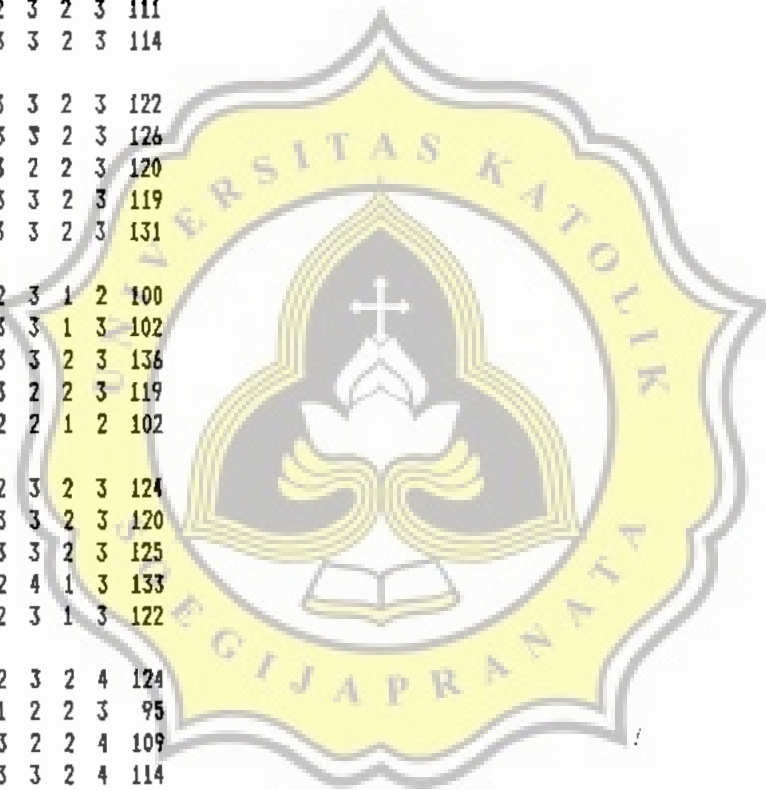 2 3 2 3 111
3 3 2 3 114
3 3 2 3 122
3 3 2 3 126
3 2 2 3 120
3 3 2 3 119
3 3 2 3 131
2 3 1 2 100
3 3 1 3 102
3 3 2 3 136
3 2 2 3 119
2 2 1 2 102
2 3 2 3 124
3 3 2 3 120
3 3 2 3 125
2 4 1 3 133
2 3 1 3 122
2 3 2 4 124
1 2 2 3 95
3 2 2 4 109
3 3 2 4 114
UNIVERSITAS KATOLIK
SOEGIJAPRANATA